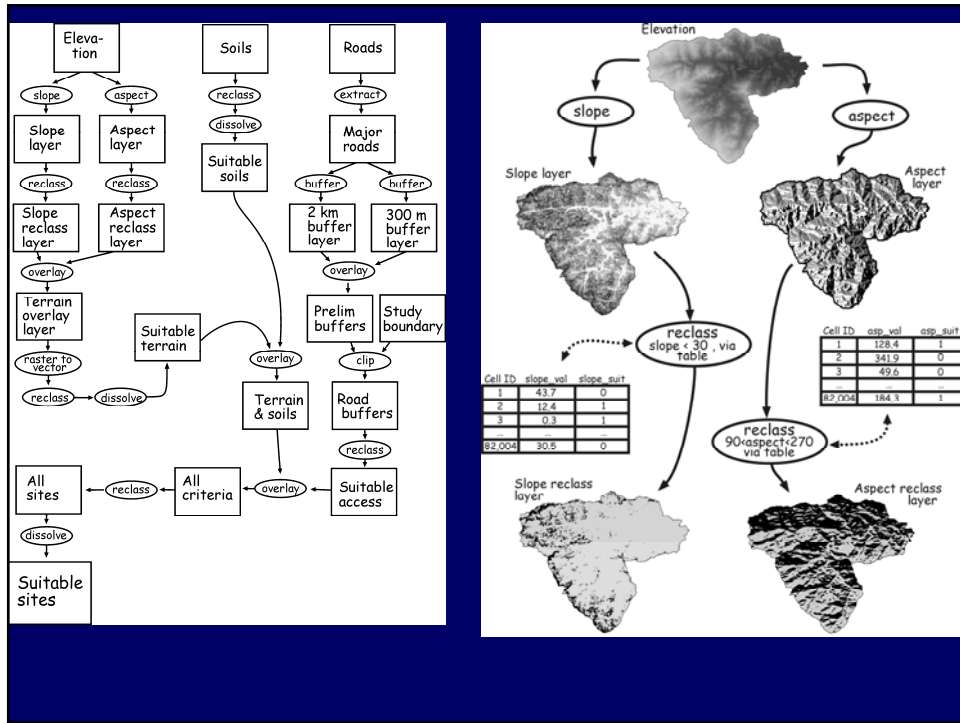 Eleva-
tion
Soils
Roads
slope
aspect
reclass
extract
dissolve
Slope
layer
Aspect
layer
Major
roads
Suitable
soils
reclass
reclass
buffer
buffer
Slope
reclass
layer
Aspect
reclass
layer
2 km
buffer
layer
300 m
buffer
layer
overlay
overlay
Terrain
overlay
layer
Suitable
terrain
Prelim
buffers
Study
boundary
raster to
vector
overlay
clip
reclass
dissolve
Terrain
& soils
Road
buffers
reclass
All
sites
reclass
All
criteria
overlay
Suitable
access
dissolve
Suitable
sites
Elevation
slope
aspect
Slope layer
Aspect
layer
reclass
slope < 30 , via
table
Cell ID slope_val slope_suit
1 43.7 0
2 12.4 1
3 0.3 1
... ... ...
82,004 30.5 0
Cell ID asp_val asp_suit
1 128.4 1
2 341.9 0
3 49.6 0
... ... ...
82,004 184.3 1
reclass
90<aspect<270
via table
Slope reclass
layer
Aspect reclass
layer